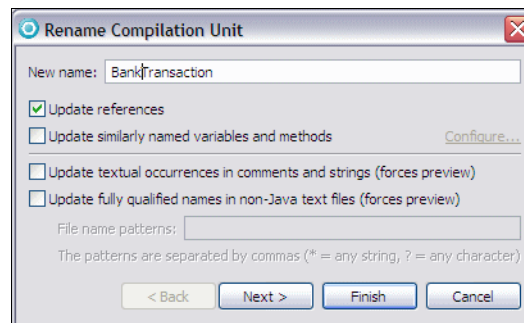 Rename Compilation Unit
New name: BankTransaction
Update references
Update similarly named variables and methods Configure...
Update textual occurrences in comments and strings (forces preview)
Update fully qualified names in non-Java text files (forces preview)
File name patterns:
The patterns are separated by commas (* = any string, ? = any character)
< Back Next > Finish Cancel